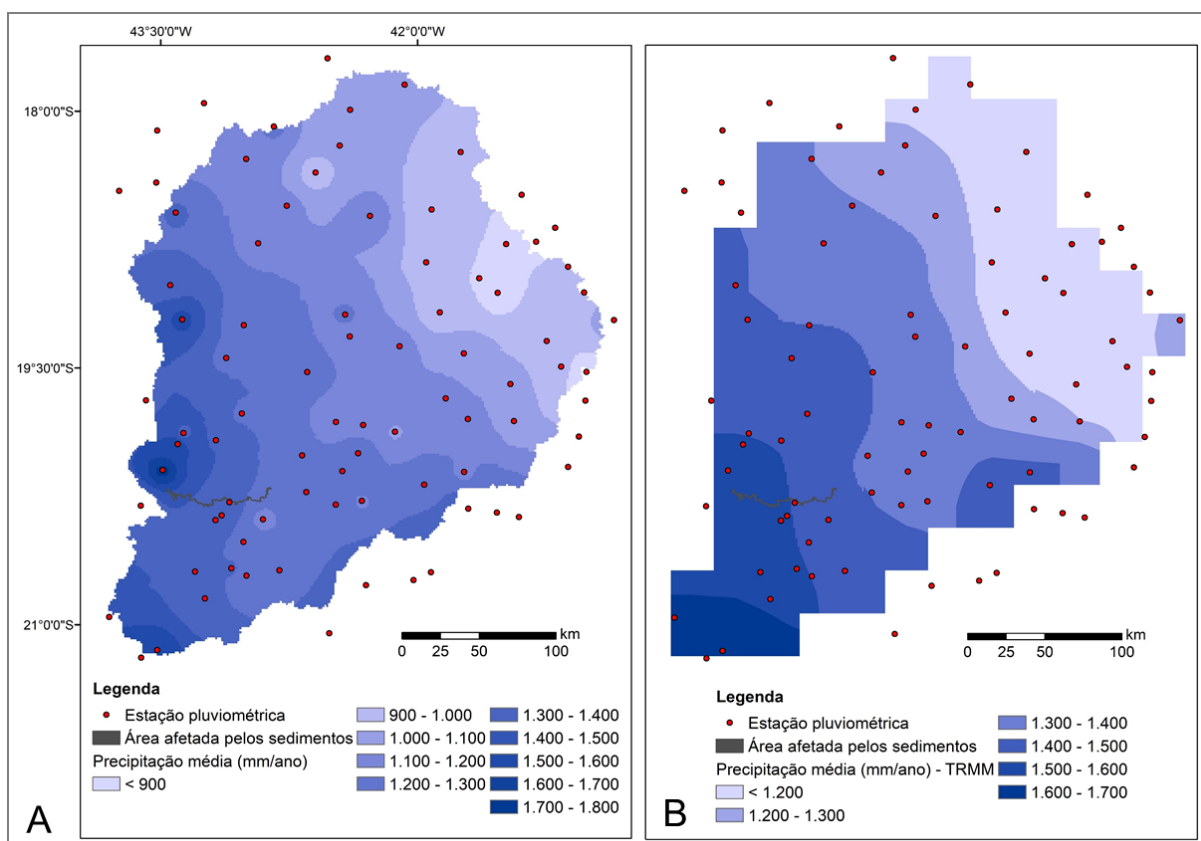 43°30'0"W 42°0'0"W
18°0'0"S
19°30'0"S
21°0'0"S
km
0 25 50 100
Legenda
Estação pluviométrica
Área afetada pelos sedimentos
Precipitação média (mm/ano)
< 900
900 - 1.000
1.000 - 1.100
1.100 - 1.200
1.200 - 1.300
1.300 - 1.400
1.400 - 1.500
1.500 - 1.600
1.600 - 1.700
1.700 - 1.800
A
km
0 25 50 100
Legenda
Estação pluviométrica
Área afetada pelos sedimentos
Precipitação média (mm/ano) - TRMM
< 1.200
1.200 - 1.300
1.300 - 1.400
1.400 - 1.500
1.500 - 1.600
1.600 - 1.700
B